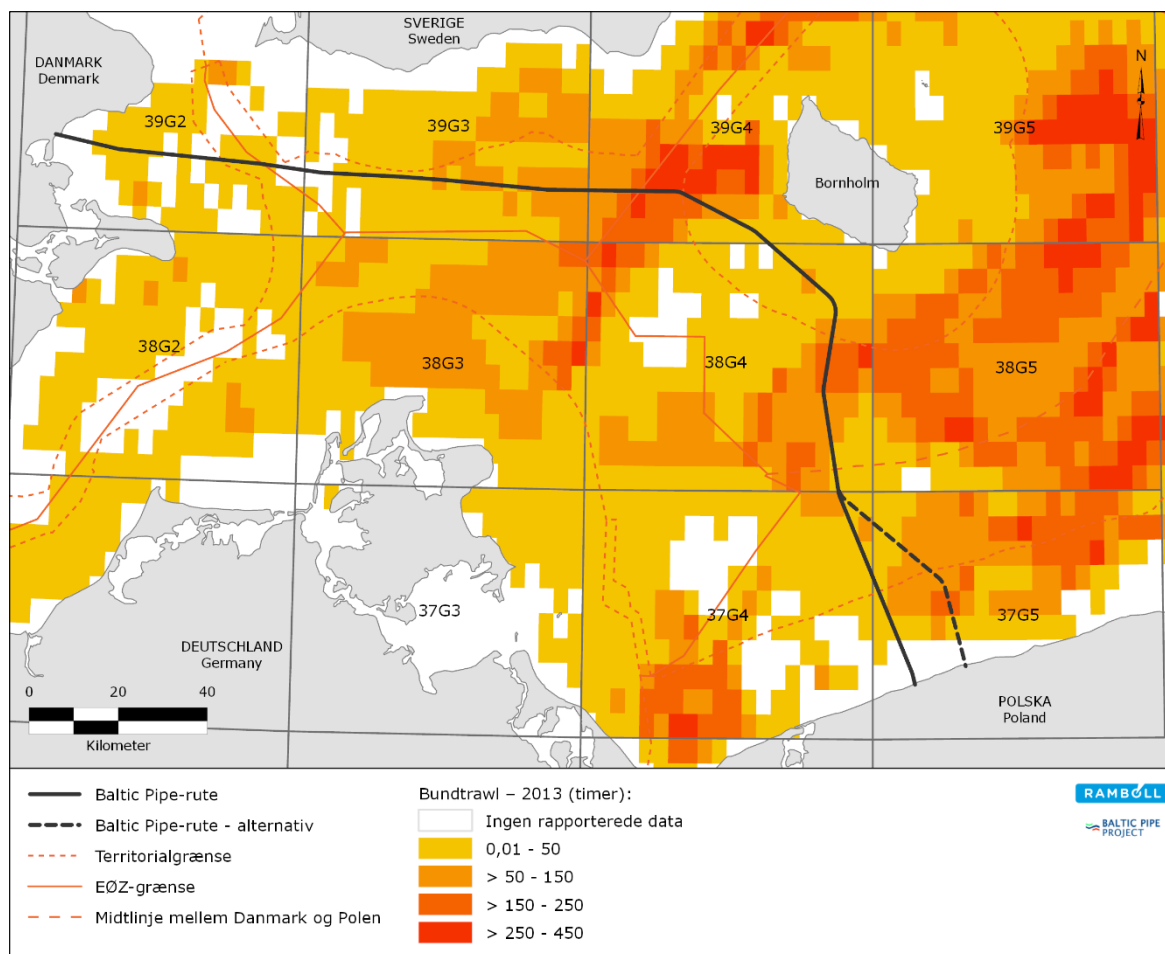 SVERIGE
Sweden
DANMARK
Denmark
N
39G2
39G3
39G4
39G5
Bornholm
38G2
38G3
38G4
38G5
37G3
37G4
37G5
DEUTSCHLAND
Germany
POLSKA
Poland
0 20 40
Kilometer
Baltic Pipe-rute
Baltic Pipe-rute - alternativ
Territorialgrænse
EØZ-grænse
Midtlinje mellem Danmark og Polen
Bundtrawl – 2013 (timer):
Ingen rapporterede data
0,01 - 50
> 50 - 150
> 150 - 250
> 250 - 450
RAMBOLL
BALTIC PIPE
PROJECT